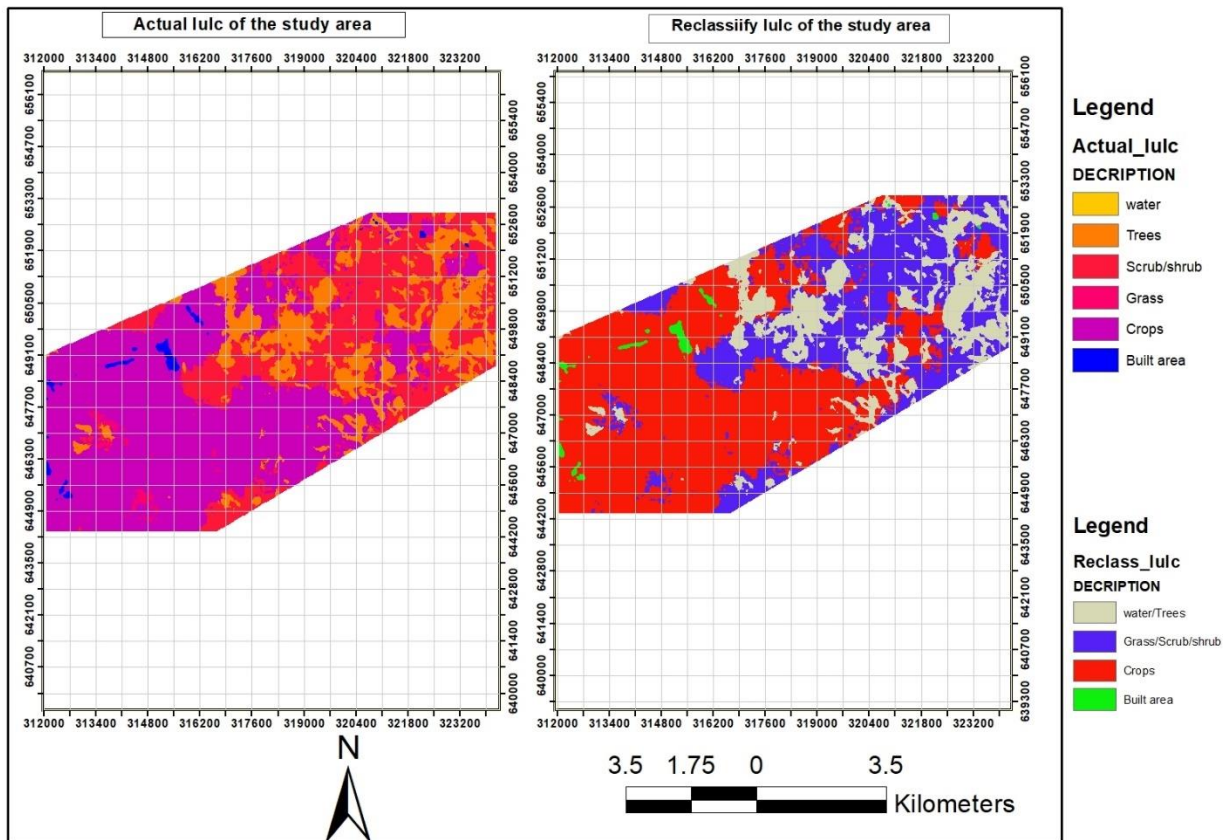 Actual lulc of the study area
312000 313400 314800 316200 317600 319000 320400 321800 323200
656100
654700
653300
651900
650500
649100
647700
646300
644900
643500
642100
640700
655400
654000
652600
651200
649800
648400
647000
645600
644200
642800
641400
640000
312000 313400 314800 316200 317600 319000 320400 321800 323200
Reclassiify lulc of the study area
312000 313400 314800 316200 317600 319000 320400 321800 323200
655400
654000
652600
651200
649800
648400
647000
645600
644200
642800
641400
640000
656100
654700
653300
651900
650500
649100
647700
646300
644900
643500
642100
640700
639300
312000 313400 314800 316200 317600 319000 320400 321800 323200
Legend
Actual_lulc
DECRIPTION
water
Trees
Scrub/shrub
Grass
Crops
Built area
Legend
Reclass_lulc
DECRIPTION
water/Trees
Grass/Scrub/shrub
Crops
Built area
N
3.5 1.75 0 3.5
Kilometers